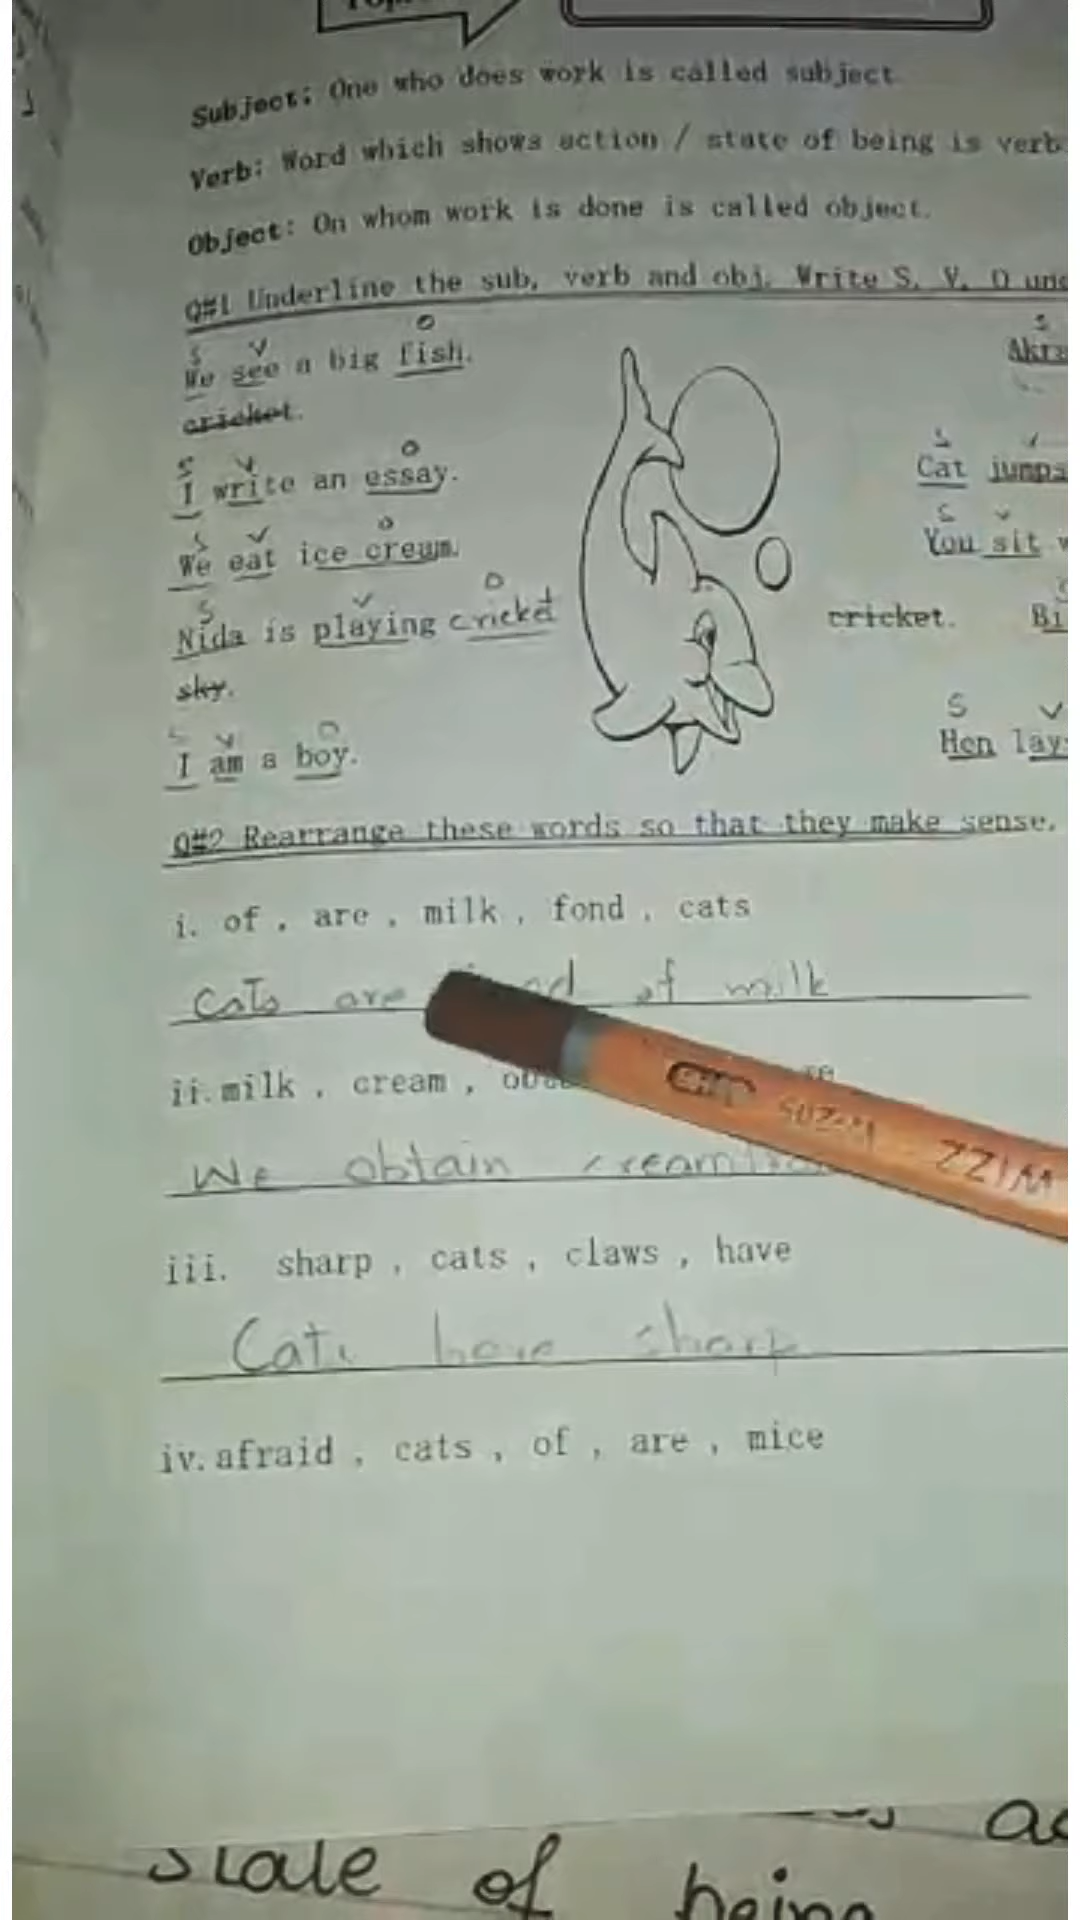 Subject: One who does work is called subject
Verb: Word which shows action / state of being is verb
Object: On whom work is done is called object.
Q#1 Underline the sub, verb and obj. Write S, V, O
S V O S
We see a big fish.
cricket.
S V O S V
I write an essay. Cat jumps
S V O S V
We eat ice cream. You sit
S V O
Nida is playing cricket cricket.
sky.
S V O S V
I am a boy. Hen lay
Q#2 Rearrange these words so that they make sense.
i. of , are , milk , fond , cats
Cats are of milk
ii. milk , cream ,
We obtain cream
iii. sharp , cats , claws , have
Cats have sharp
iv. afraid , cats , of , are , mice
state of being